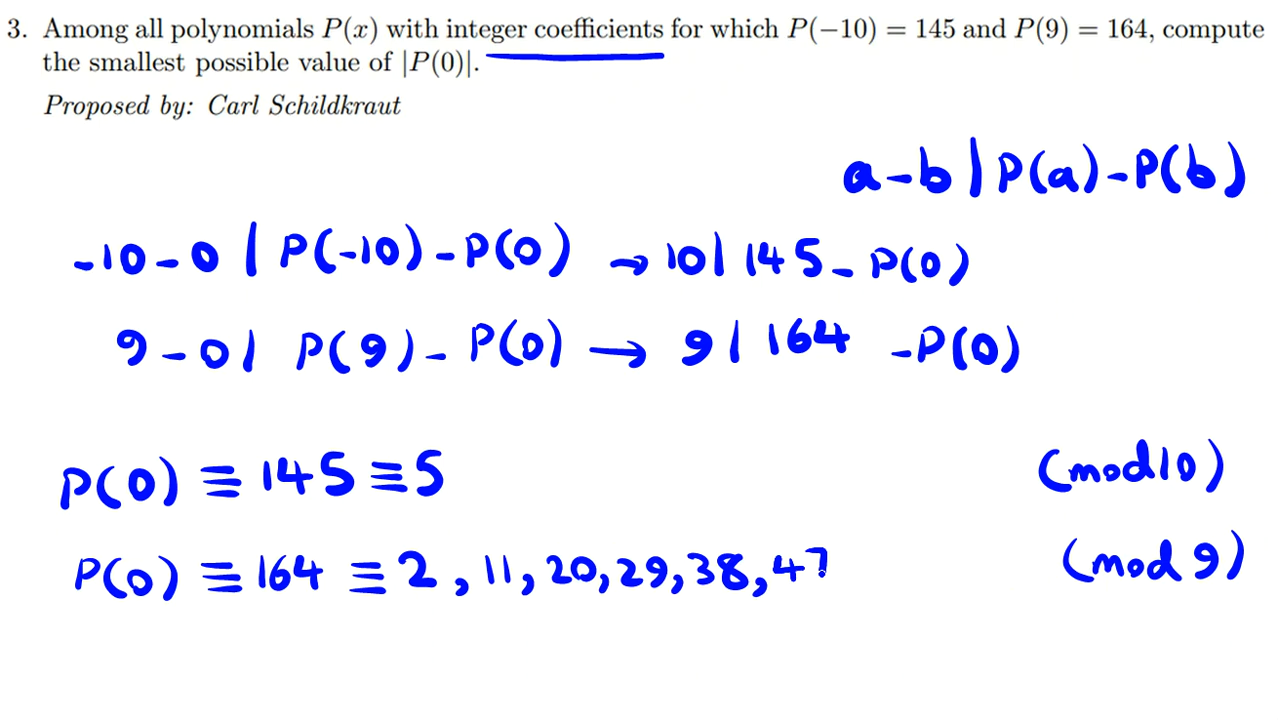 3. Among all polynomials P(x) with integer coefficients for which P(−10) = 145 and P(9) = 164, compute
the smallest possible value of |P(0)|.
Proposed by: Carl Schildkraut
a-b | P(a)-P(b)
-10-0 | P(-10)-P(0) → 10 | 145-P(0)
9-0 | P(9)-P(0) → 9 | 164 -P(0)
P(0) ≡ 145 ≡ 5 (mod 10)
P(0) ≡ 164 ≡ 2, 11, 20, 29, 38, 47 (mod 9)